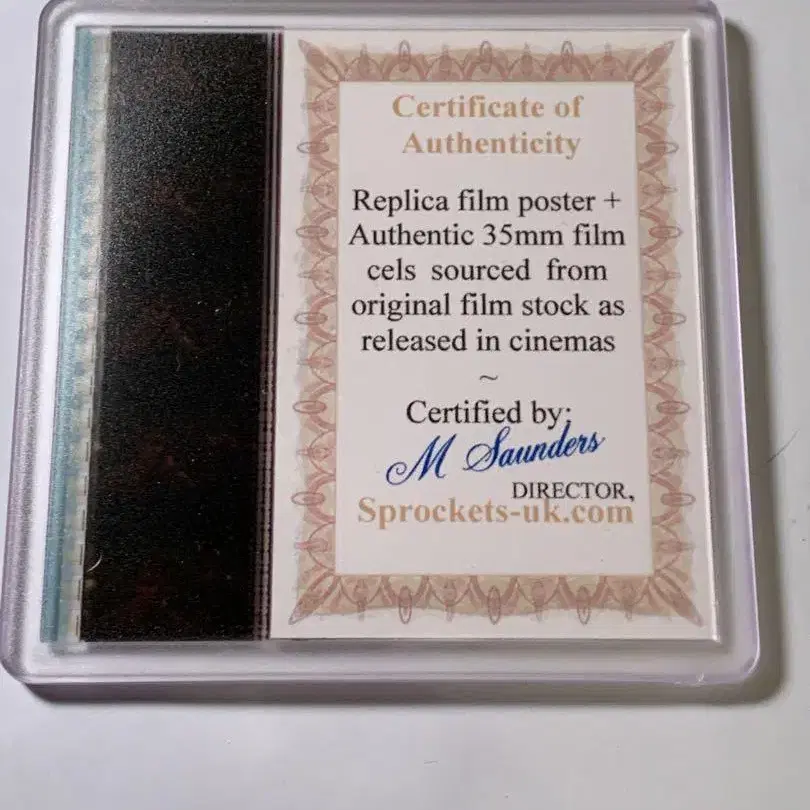 Certificate of
Authenticity
Replica film poster +
Authentic 35mm film
cels sourced from
original film stock as
released in cinemas
~
Certified by:
M Saunders
DIRECTOR,
Sprockets-uk.com